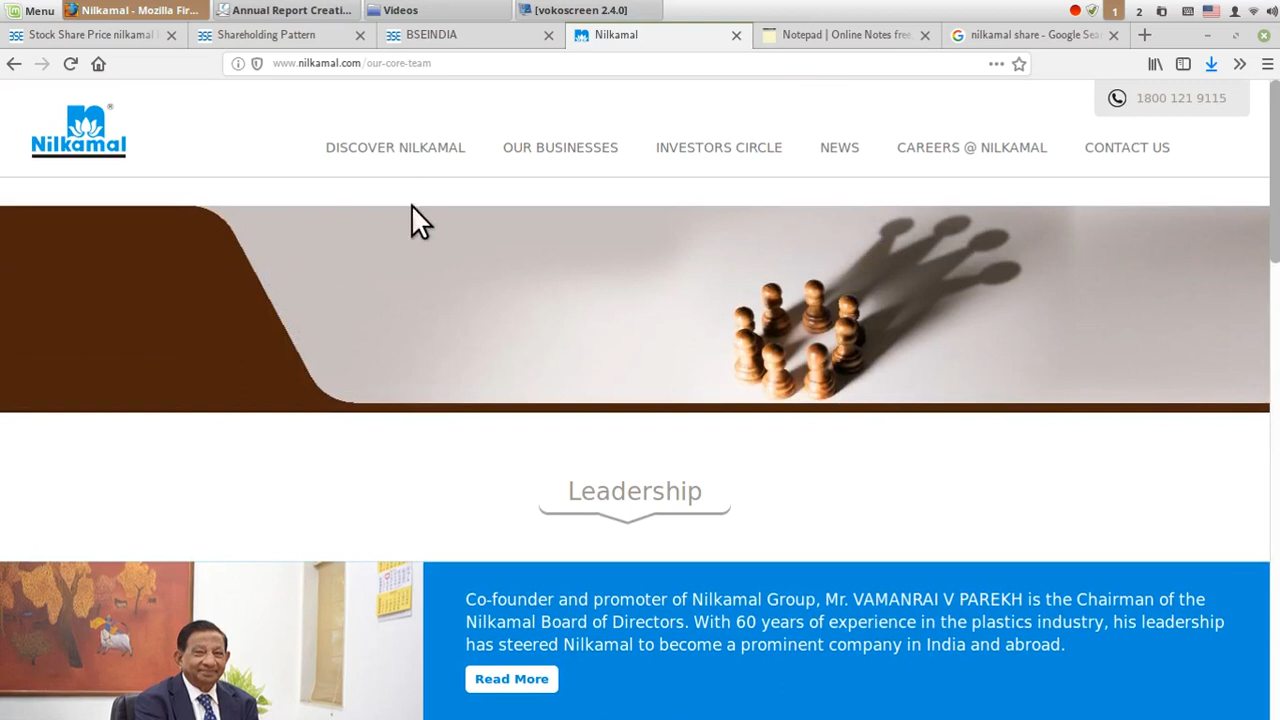 Menu
Nilkamal - Mozilla Fir...
Annual Report Creati...
Videos
[vokoscreen 2.4.0]
1
2
Stock Share Price nilkamal
Shareholding Pattern
BSEINDIA
Nilkamal
Notepad | Online Notes free,
nilkamal share - Google Sea
www.nilkamal.com/our-core-team
1800 121 9115
Nilkamal
®
DISCOVER NILKAMAL
OUR BUSINESSES
INVESTORS CIRCLE
NEWS
CAREERS @ NILKAMAL
CONTACT US
Leadership
Co-founder and promoter of Nilkamal Group, Mr. VAMANRAI V PAREKH is the Chairman of the
Nilkamal Board of Directors. With 60 years of experience in the plastics industry, his leadership
has steered Nilkamal to become a prominent company in India and abroad.
Read More